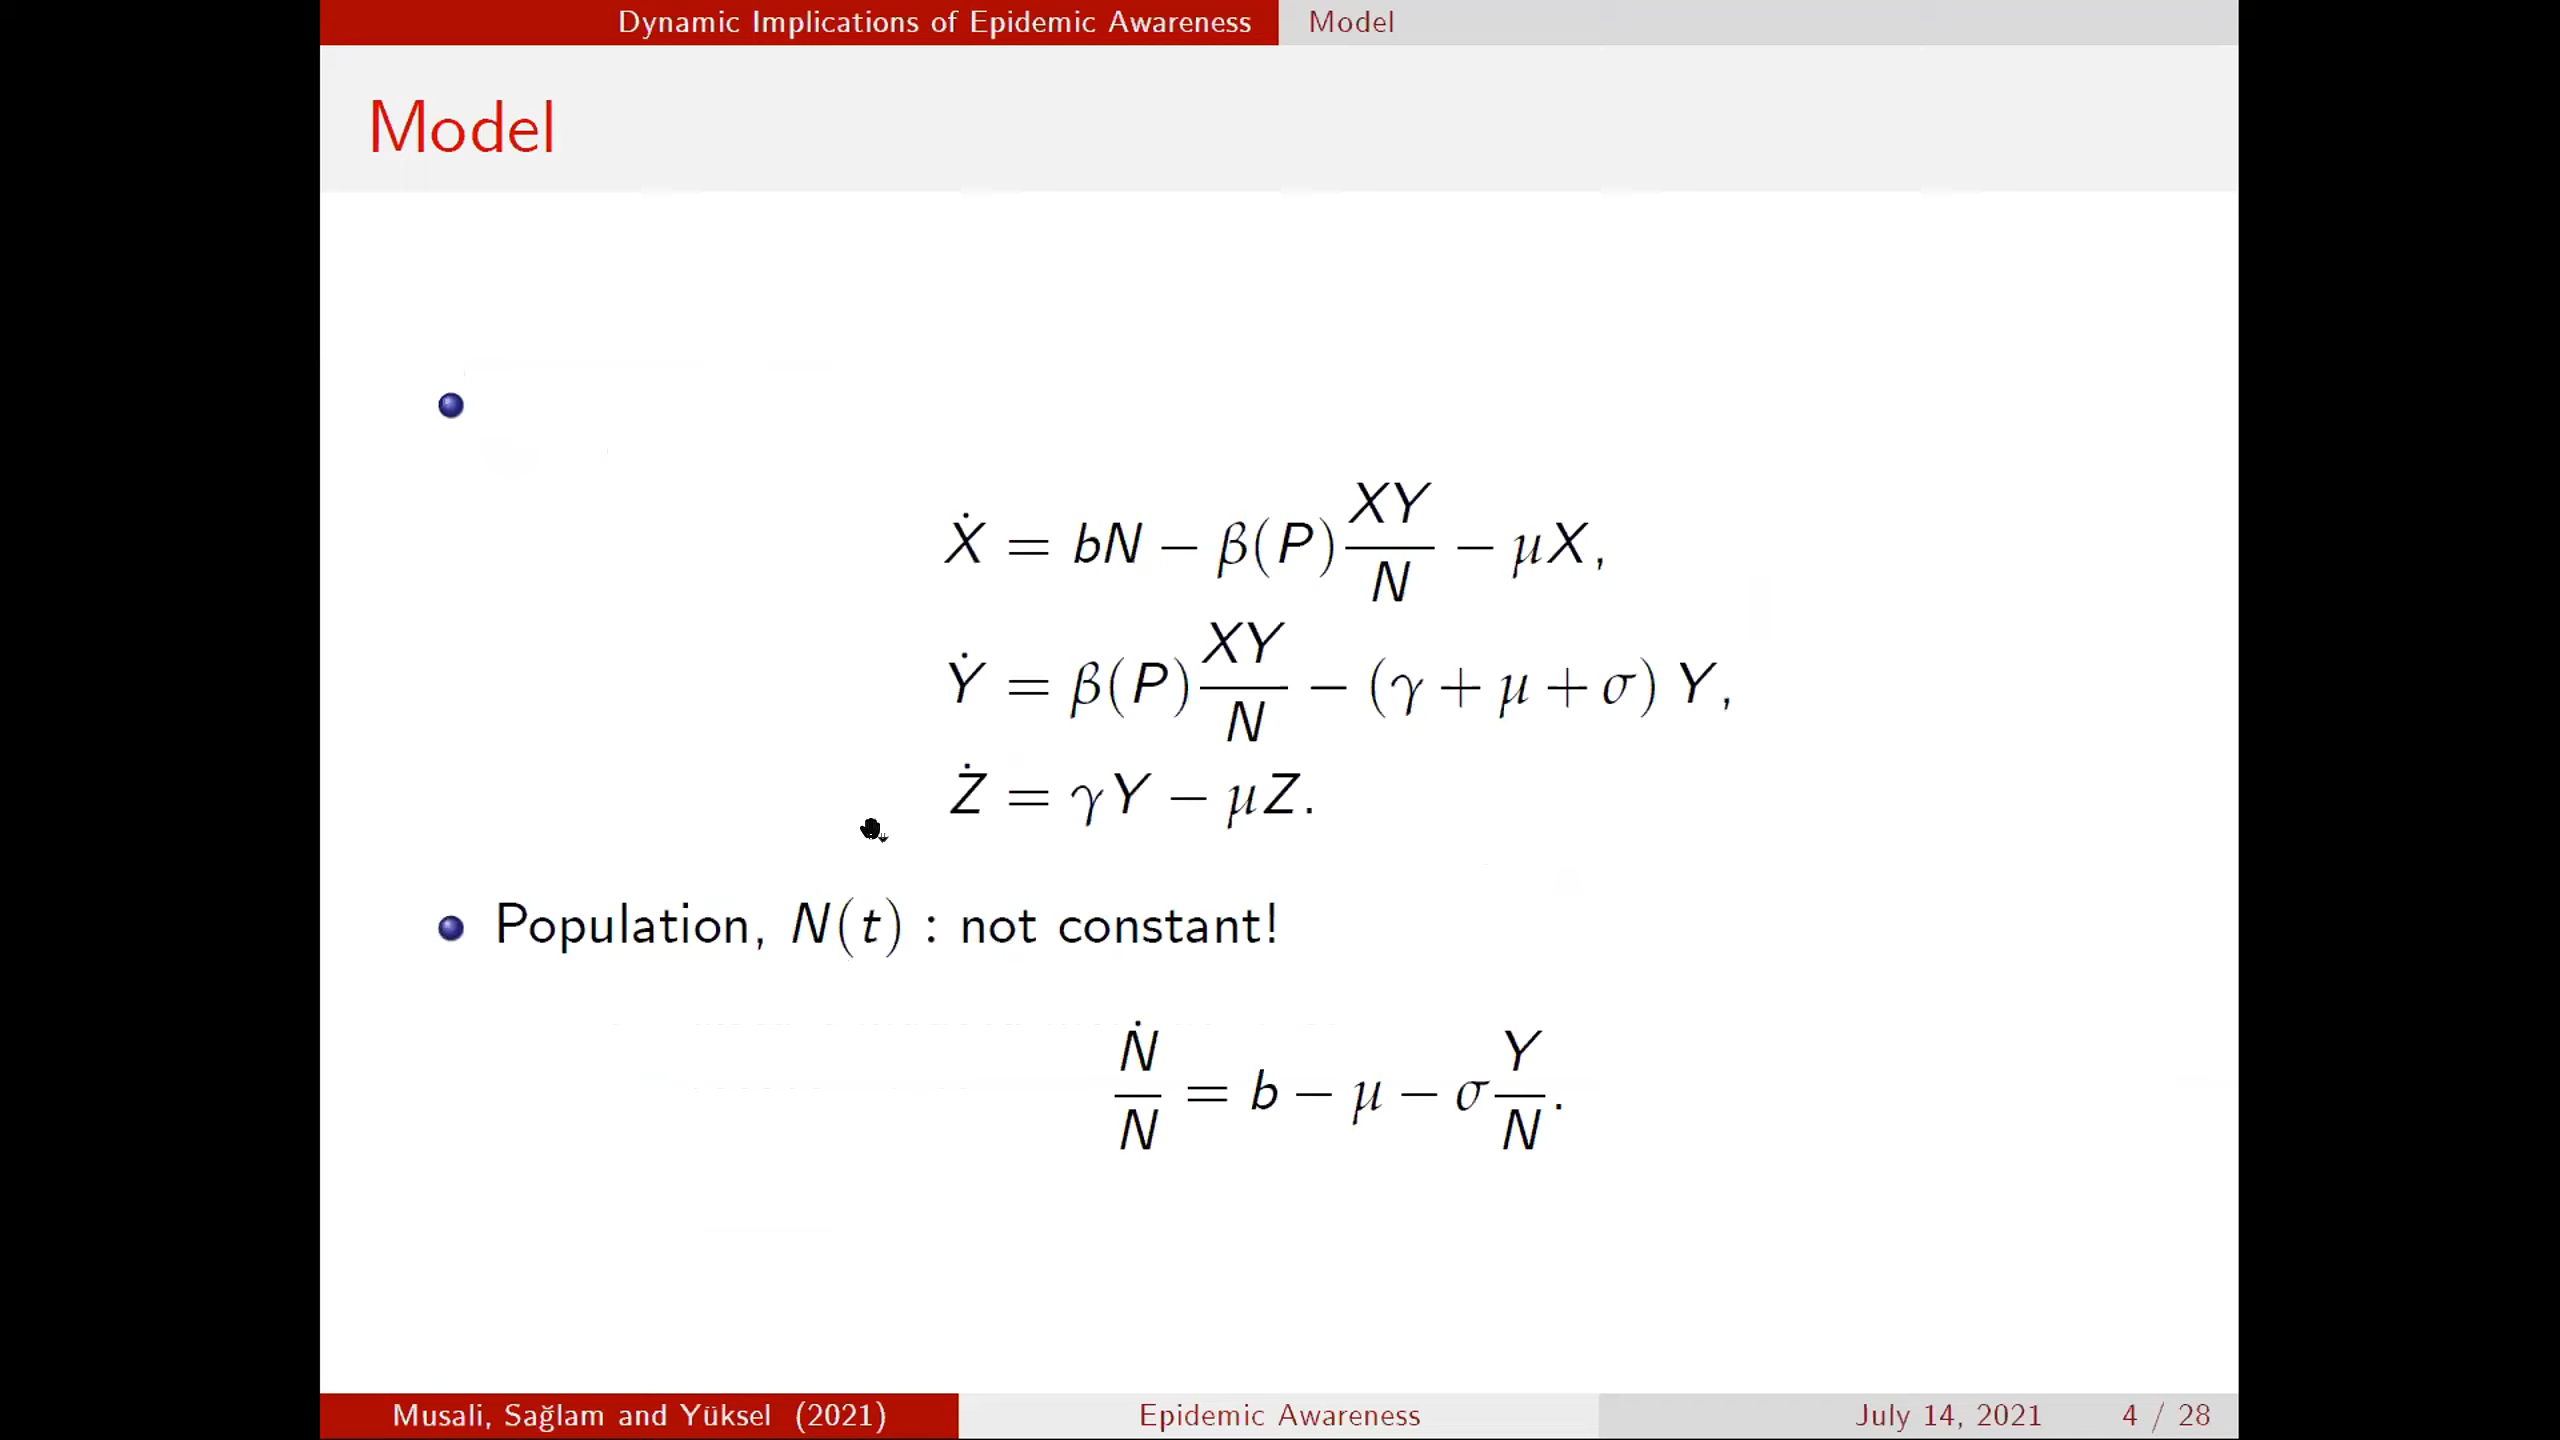 Dynamic Implications of Epidemic Awareness Model
Model
Ẋ = bN − β(P) XY/N − μX,
Ẏ = β(P) XY/N − (γ + μ + σ) Y,
Ż = γY − μZ.
Population, N(t) : not constant!
Ṅ/N = b − μ − σ Y/N.
Musali, Sağlam and Yüksel (2021) Epidemic Awareness July 14, 2021 4 / 28